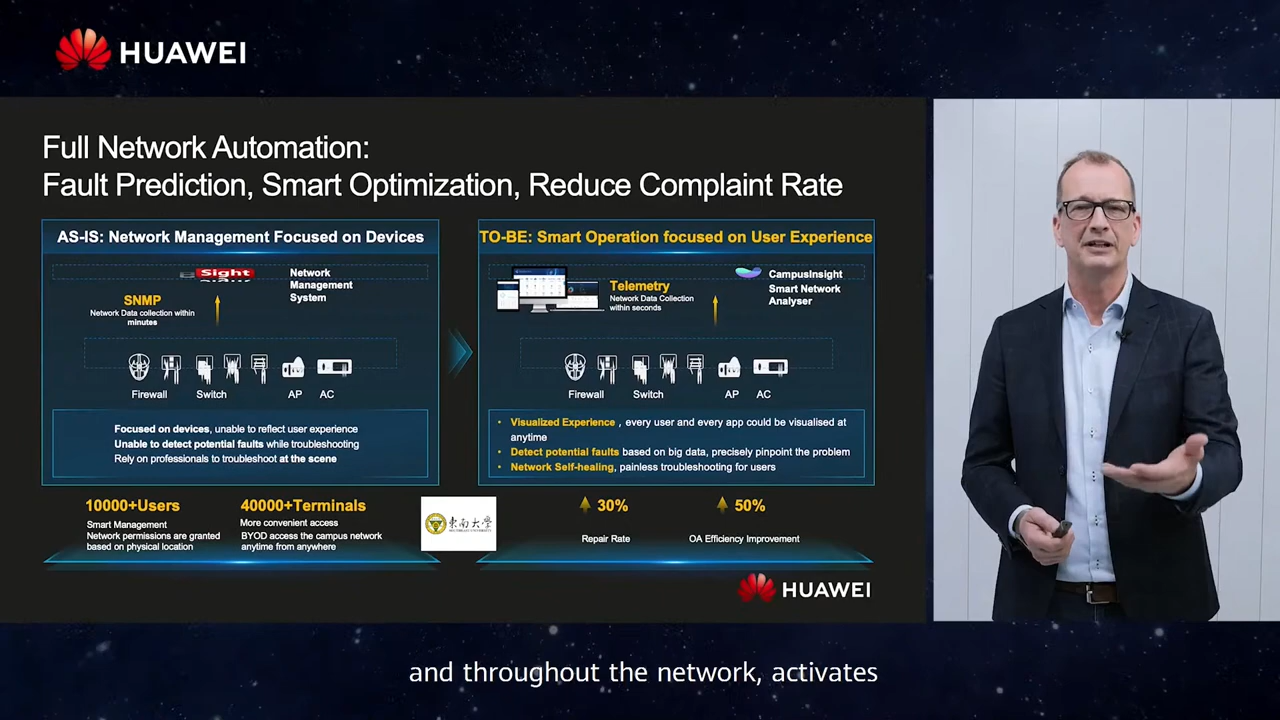 HUAWEI
Full Network Automation:
Fault Prediction, Smart Optimization, Reduce Complaint Rate
AS-IS: Network Management Focused on Devices
Sight
Network
Management
System
SNMP
Network Data collection within
minutes
Firewall
Switch
AP
AC
Focused on devices, unable to reflect user experience
Unable to detect potential faults while troubleshooting
Rely on professionals to troubleshoot at the scene
TO-BE: Smart Operation focused on User Experience
Telemetry
Network Data Collection
within seconds
CampusInsight
Smart Network
Analyser
Firewall
Switch
AP
AC
• Visualized Experience , every user and every app could be visualised at
anytime
• Detect potential faults based on big data, precisely pinpoint the problem
• Network Self-healing, painless troubleshooting for users
10000+Users
Smart Management
Network permissions are granted
based on physical location
40000+Terminals
More convenient access
BYOD access the campus network
anytime from anywhere
東南大學
SOUTHEAST UNIVERSITY
30%
Repair Rate
50%
OA Efficiency Improvement
HUAWEI
and throughout the network, activates